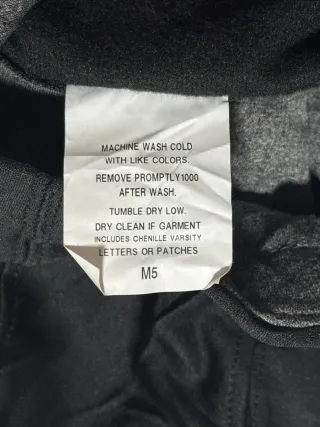 MACHINE WASH COLD
WITH LIKE COLORS.
REMOVE PROMPTLY1000
AFTER WASH.
TUMBLE DRY LOW.
DRY CLEAN IF GARMENT
INCLUDES CHENILLE VARSITY
LETTERS OR PATCHES
M5